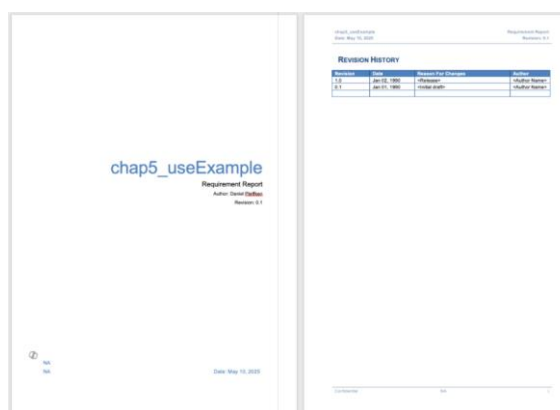 chap5_useExample
Requirement Report
Author: Daniel
Revision: 0.1
NA
NA Date: May 10, 2025
chap5_useExample Requirement Report
Date: May 10, 2025 Revision: 0.1
REVISION HISTORY
Revision Date Reason For Changes Author
1.0 Jan 02, 1990 <Release> <Author Name>
0.1 Jan 01, 1990 <Initial draft> <Author Name>
Confidential NA